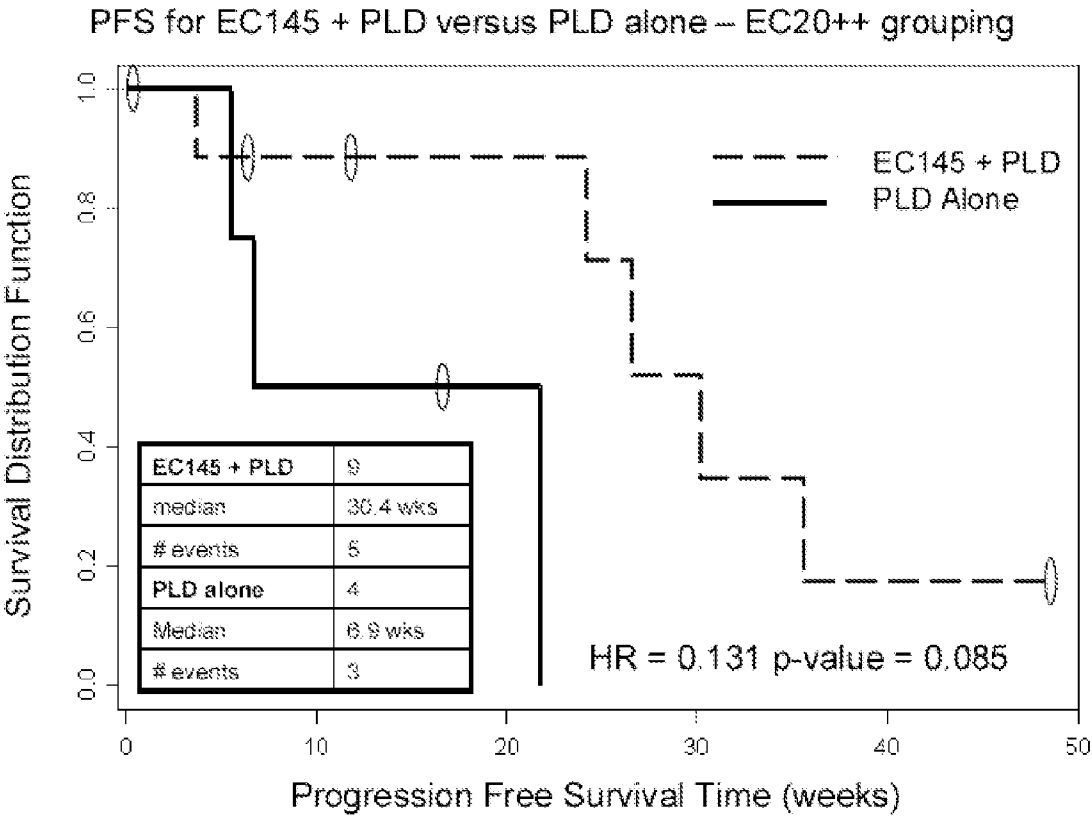 PFS for EC145 + PLD versus PLD alone – EC20++ grouping
Survival Distribution Function
1.0
0.8
0.6
0.4
0.2
0.0
EC145 + PLD
PLD Alone
EC145 + PLD 9
median 30.4 wks
# events 5
PLD alone 4
Median 6.9 wks
# events 3
HR = 0.131 p-value = 0.085
0 10 20 30 40 50
Progression Free Survival Time (weeks)